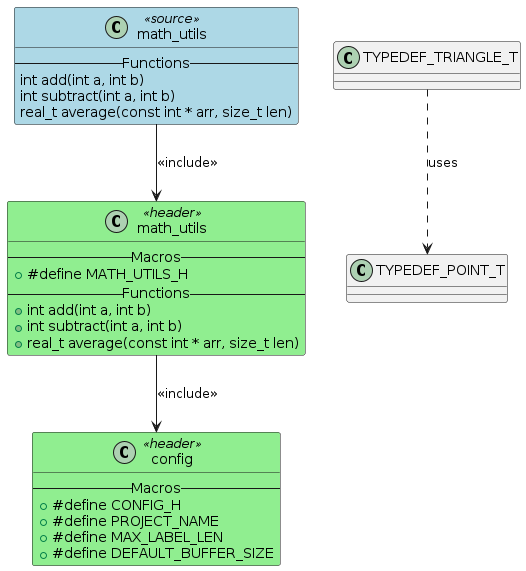 C
«source»
math_utils
Functions
int add(int a, int b)
int subtract(int a, int b)
real_t average(const int * arr, size_t len)
«include»
C
«header»
math_utils
Macros
#define MATH_UTILS_H
Functions
int add(int a, int b)
int subtract(int a, int b)
real_t average(const int * arr, size_t len)
«include»
C
«header»
config
Macros
#define CONFIG_H
#define PROJECT_NAME
#define MAX_LABEL_LEN
#define DEFAULT_BUFFER_SIZE
C TYPEDEF_TRIANGLE_T
uses
C TYPEDEF_POINT_T